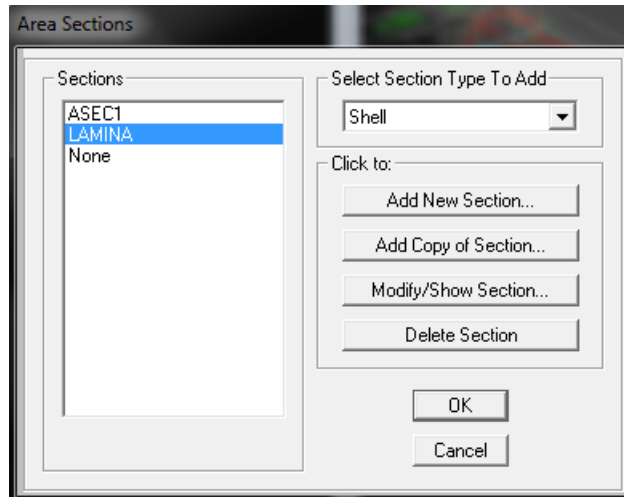 Area Sections
Sections
ASEC1
LAMINA
None
Select Section Type To Add
Shell
Click to:
Add New Section...
Add Copy of Section...
Modify/Show Section...
Delete Section
OK
Cancel